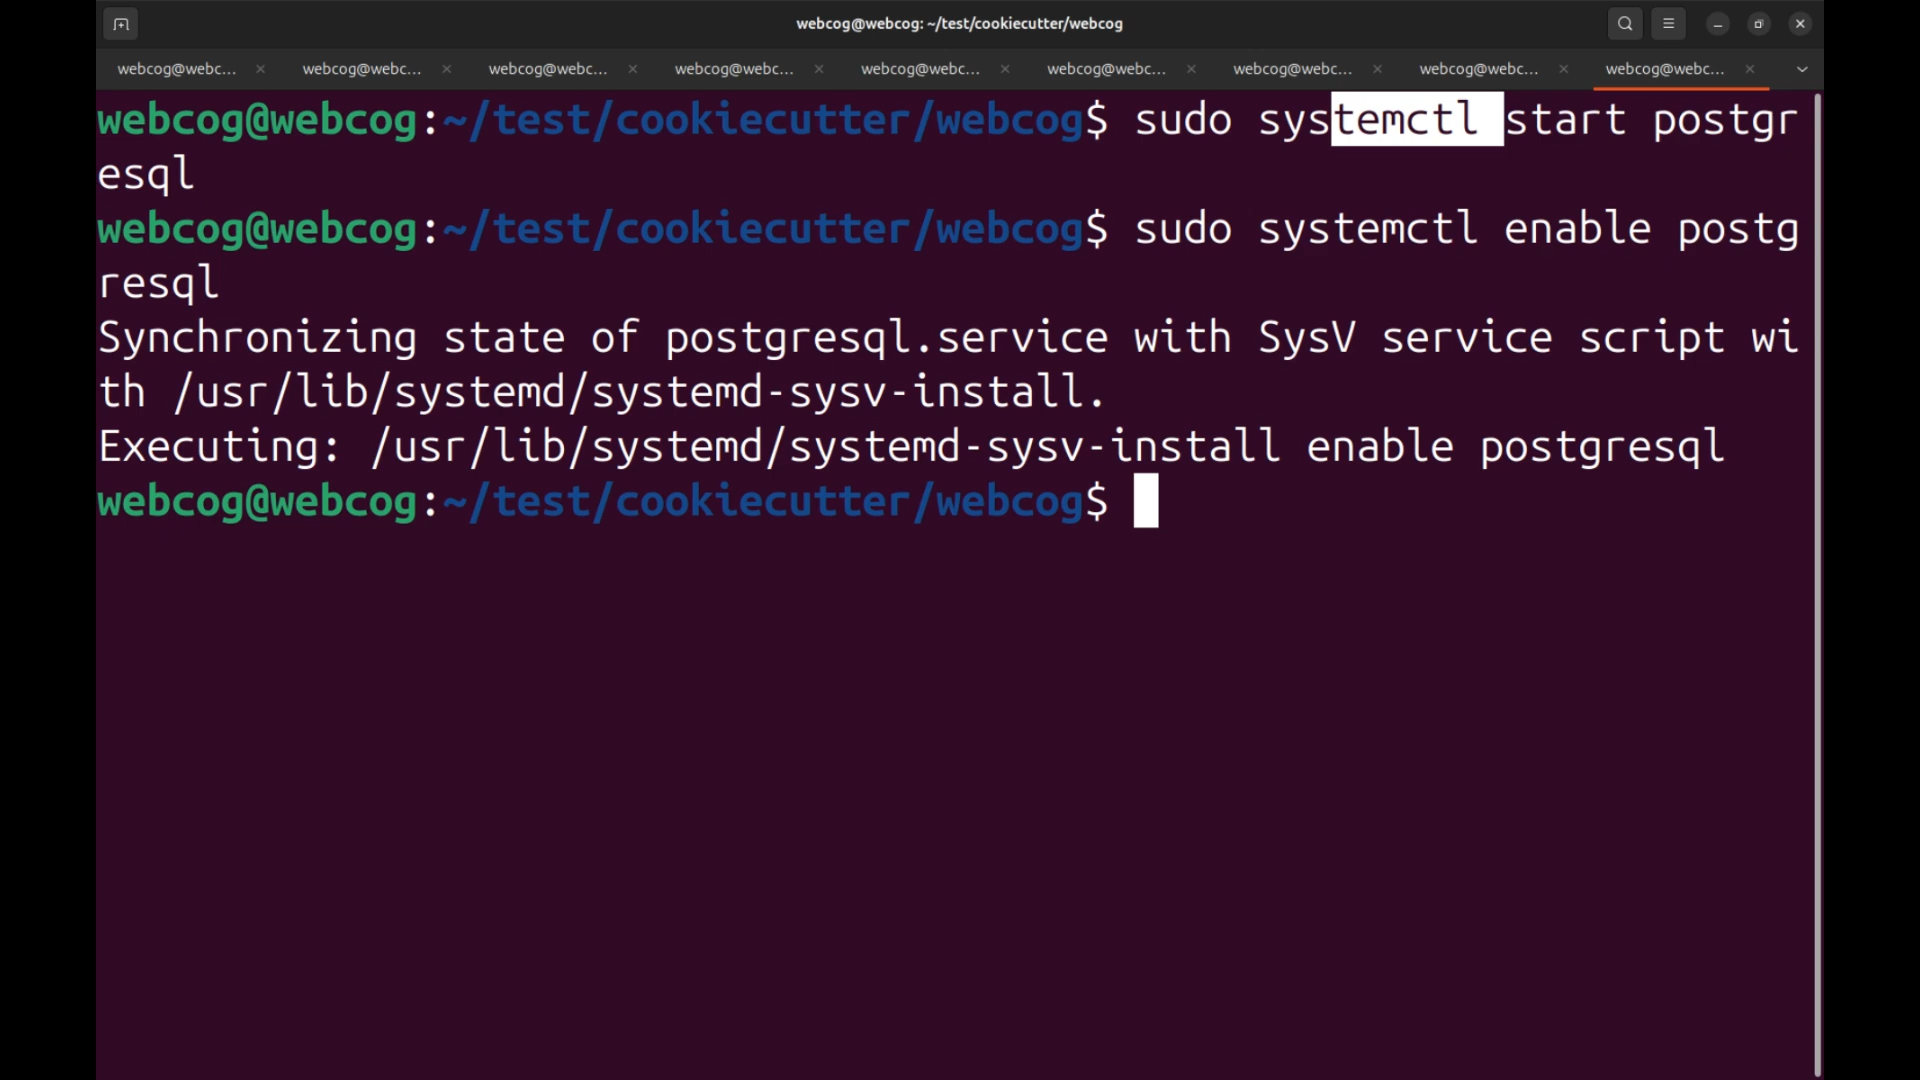 webcog@webcog: ~/test/cookiecutter/webcog
webcog@webc... webcog@webc... webcog@webc... webcog@webc... webcog@webc... webcog@webc... webcog@webc... webcog@webc... webcog@webc...
webcog@webcog:~/test/cookiecutter/webcog$ sudo systemctl start postgr
esql
webcog@webcog:~/test/cookiecutter/webcog$ sudo systemctl enable postg
resql
Synchronizing state of postgresql.service with SysV service script wi
th /usr/lib/systemd/systemd-sysv-install.
Executing: /usr/lib/systemd/systemd-sysv-install enable postgresql
webcog@webcog:~/test/cookiecutter/webcog$